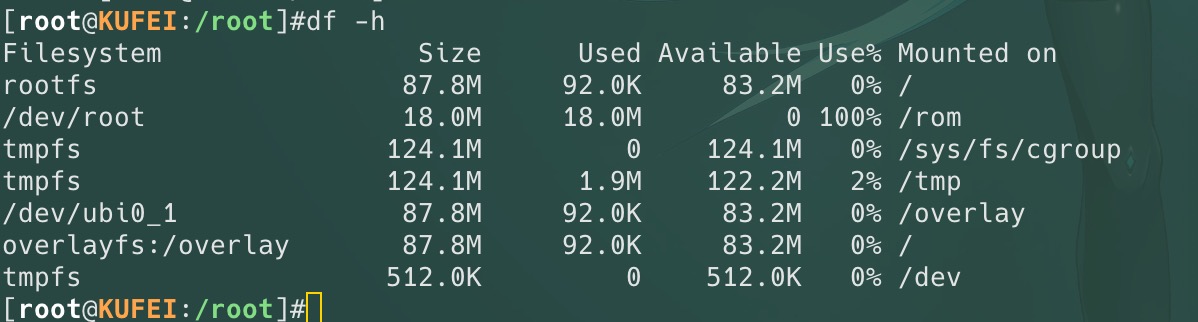 [root@KUFEI:/root]#df -h
Filesystem                Size      Used Available Use% Mounted on
rootfs                   87.8M     92.0K     83.2M   0% /
/dev/root                18.0M     18.0M         0 100% /rom
tmpfs                   124.1M         0    124.1M   0% /sys/fs/cgroup
tmpfs                   124.1M      1.9M    122.2M   2% /tmp
/dev/ubi0_1              87.8M     92.0K     83.2M   0% /overlay
overlayfs:/overlay       87.8M     92.0K     83.2M   0% /
tmpfs                   512.0K         0    512.0K   0% /dev
[root@KUFEI:/root]#